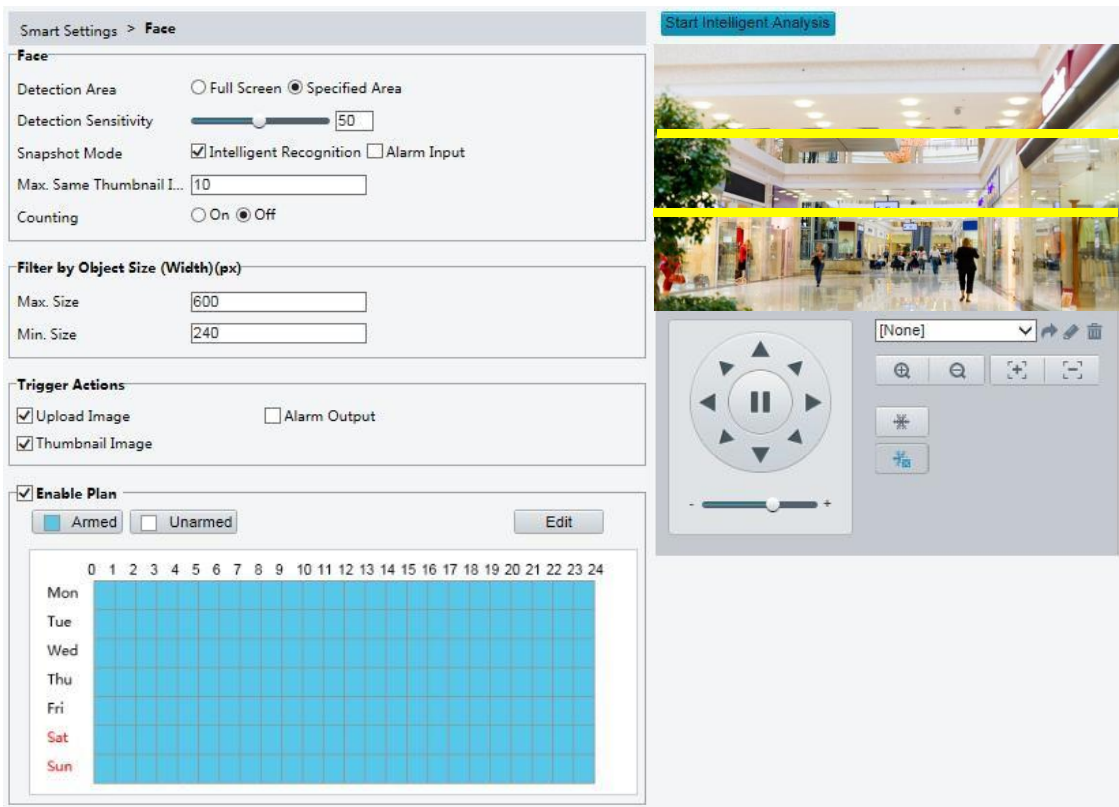 Smart Settings > Face
Start Intelligent Analysis
Face
Detection Area Full Screen Specified Area
Detection Sensitivity 50
Snapshot Mode Intelligent Recognition Alarm Input
Max. Same Thumbnail I... 10
Counting On Off
Filter by Object Size (Width)(px)
Max. Size 600
Min. Size 240
[None]
Trigger Actions
Upload Image Alarm Output
Thumbnail Image
- +
Enable Plan
Armed Unarmed Edit
0 1 2 3 4 5 6 7 8 9 10 11 12 13 14 15 16 17 18 19 20 21 22 23 24
Mon
Tue
Wed
Thu
Fri
Sat
Sun